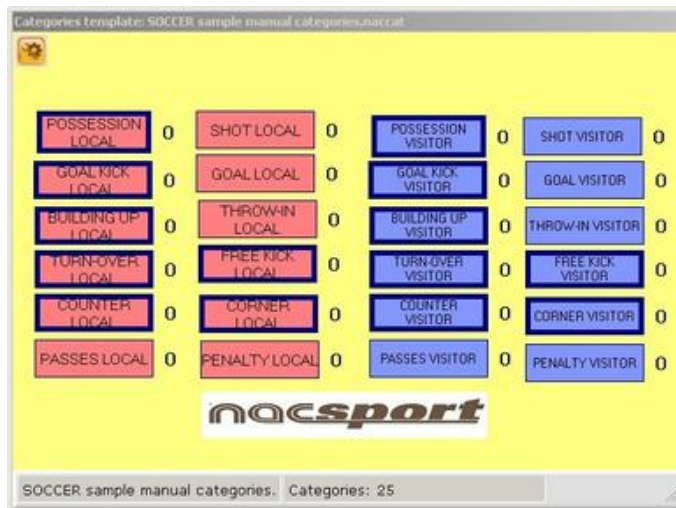 Categories template: SOCCER sample manual categories.naccat
POSSESSION LOCAL 0 SHOT LOCAL 0 POSSESSION VISITOR 0 SHOT VISITOR 0
GOAL KICK LOCAL 0 GOAL LOCAL 0 GOAL KICK VISITOR 0 GOAL VISITOR 0
BUILDING UP LOCAL 0 THROW-IN LOCAL 0 BUILDING UP VISITOR 0 THROW-IN VISITOR 0
TURN-OVER LOCAL 0 FREE KICK LOCAL 0 TURN-OVER VISITOR 0 FREE KICK VISITOR 0
COUNTER LOCAL 0 CORNER LOCAL 0 COUNTER VISITOR 0 CORNER VISITOR 0
PASSES LOCAL 0 PENALTY LOCAL 0 PASSES VISITOR 0 PENALTY VISITOR 0
nacsport
SOCCER sample manual categories. Categories: 25